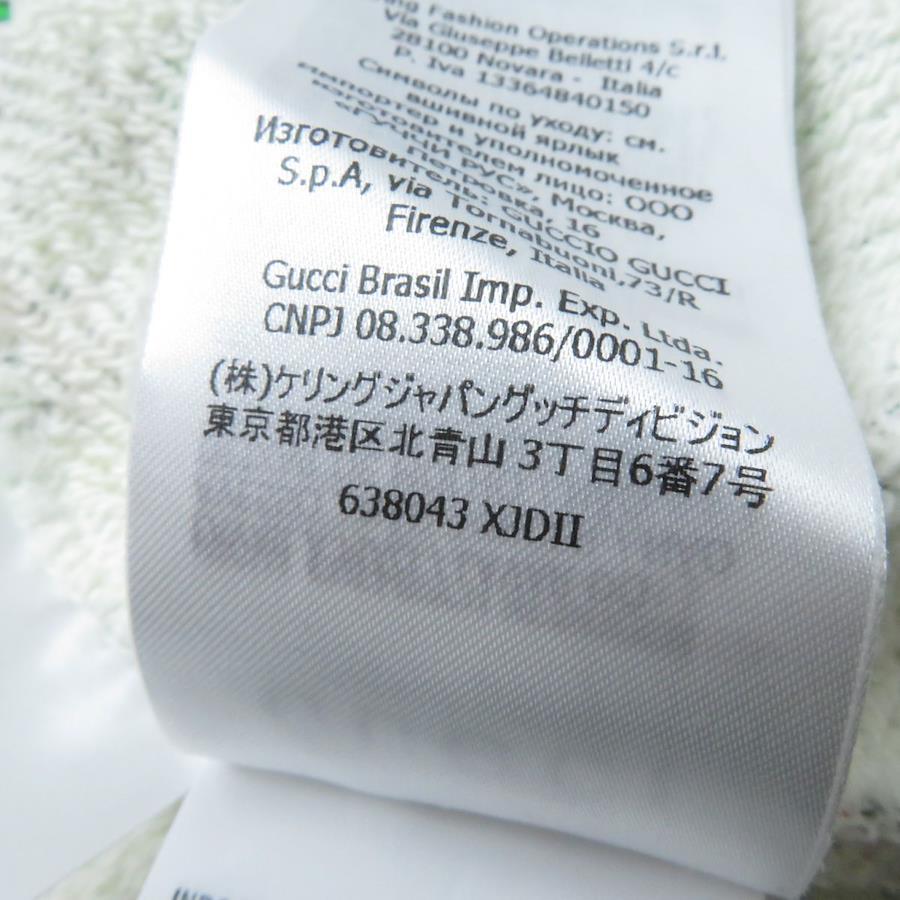 Fashion Operations S.r.l.
Via Giuseppe Belletti 4/c
28100 Novara - Italia
P. Iva 13364840150
Символы по уходу: см.
вшивной ярлык
импортер и уполномоченное
изготовителем лицо: ООО
«ГУЧЧИ РУС», Москва,
Петровка, 16
Изготовитель: GUCCIO GUCCI
S.p.A, via Tornabuoni,73/R
Firenze, Italia
Gucci Brasil Imp. Exp. Ltda.
CNPJ 08.338.986/0001-16
(株)ケリングジャパングッチディビジョン
東京都港区北青山 3丁目6番7号
638043 XJDII